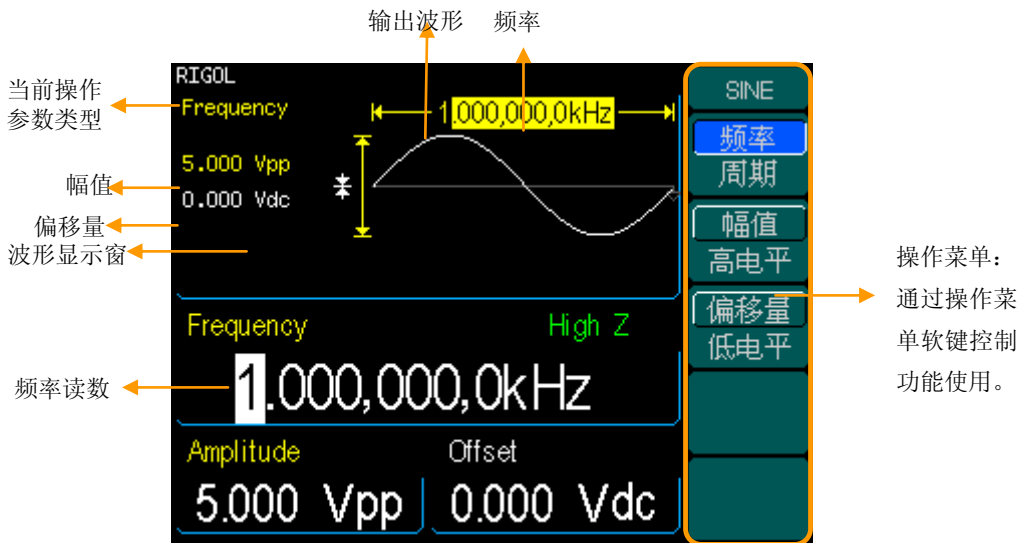 输出波形 频率
当前操作
参数类型
幅值
偏移量
波形显示窗
频率读数
RIGOL
Frequency
1.000,000,0kHz
5.000 Vpp
0.000 Vdc
Frequency High Z
1.000,000,0kHz
Amplitude Offset
5.000 Vpp 0.000 Vdc
SINE
频率
周期
幅值
高电平
偏移量
低电平
操作菜单：
通过操作菜
单软键控制
功能使用。